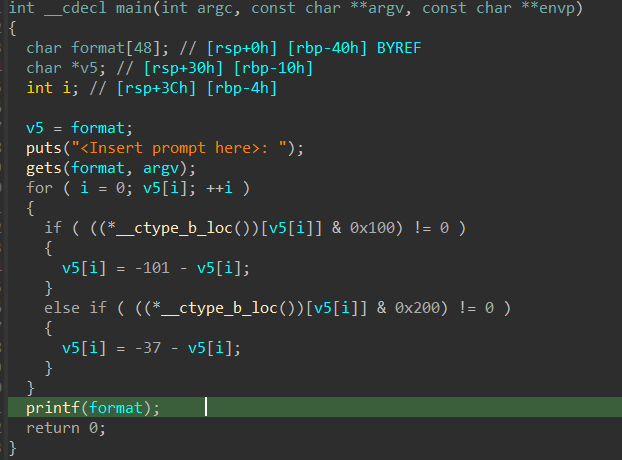 int __cdecl main(int argc, const char **argv, const char **envp)
{
  char format[48]; // [rsp+0h] [rbp-40h] BYREF
  char *v5; // [rsp+30h] [rbp-10h]
  int i; // [rsp+3Ch] [rbp-4h]

  v5 = format;
  puts("<Insert prompt here>: ");
  gets(format, argv);
  for ( i = 0; v5[i]; ++i )
  {
    if ( ((*__ctype_b_loc())[v5[i]] & 0x100) != 0 )
    {
      v5[i] = -101 - v5[i];
    }
    else if ( ((*__ctype_b_loc())[v5[i]] & 0x200) != 0 )
    {
      v5[i] = -37 - v5[i];
    }
  }
  printf(format);
  return 0;
}